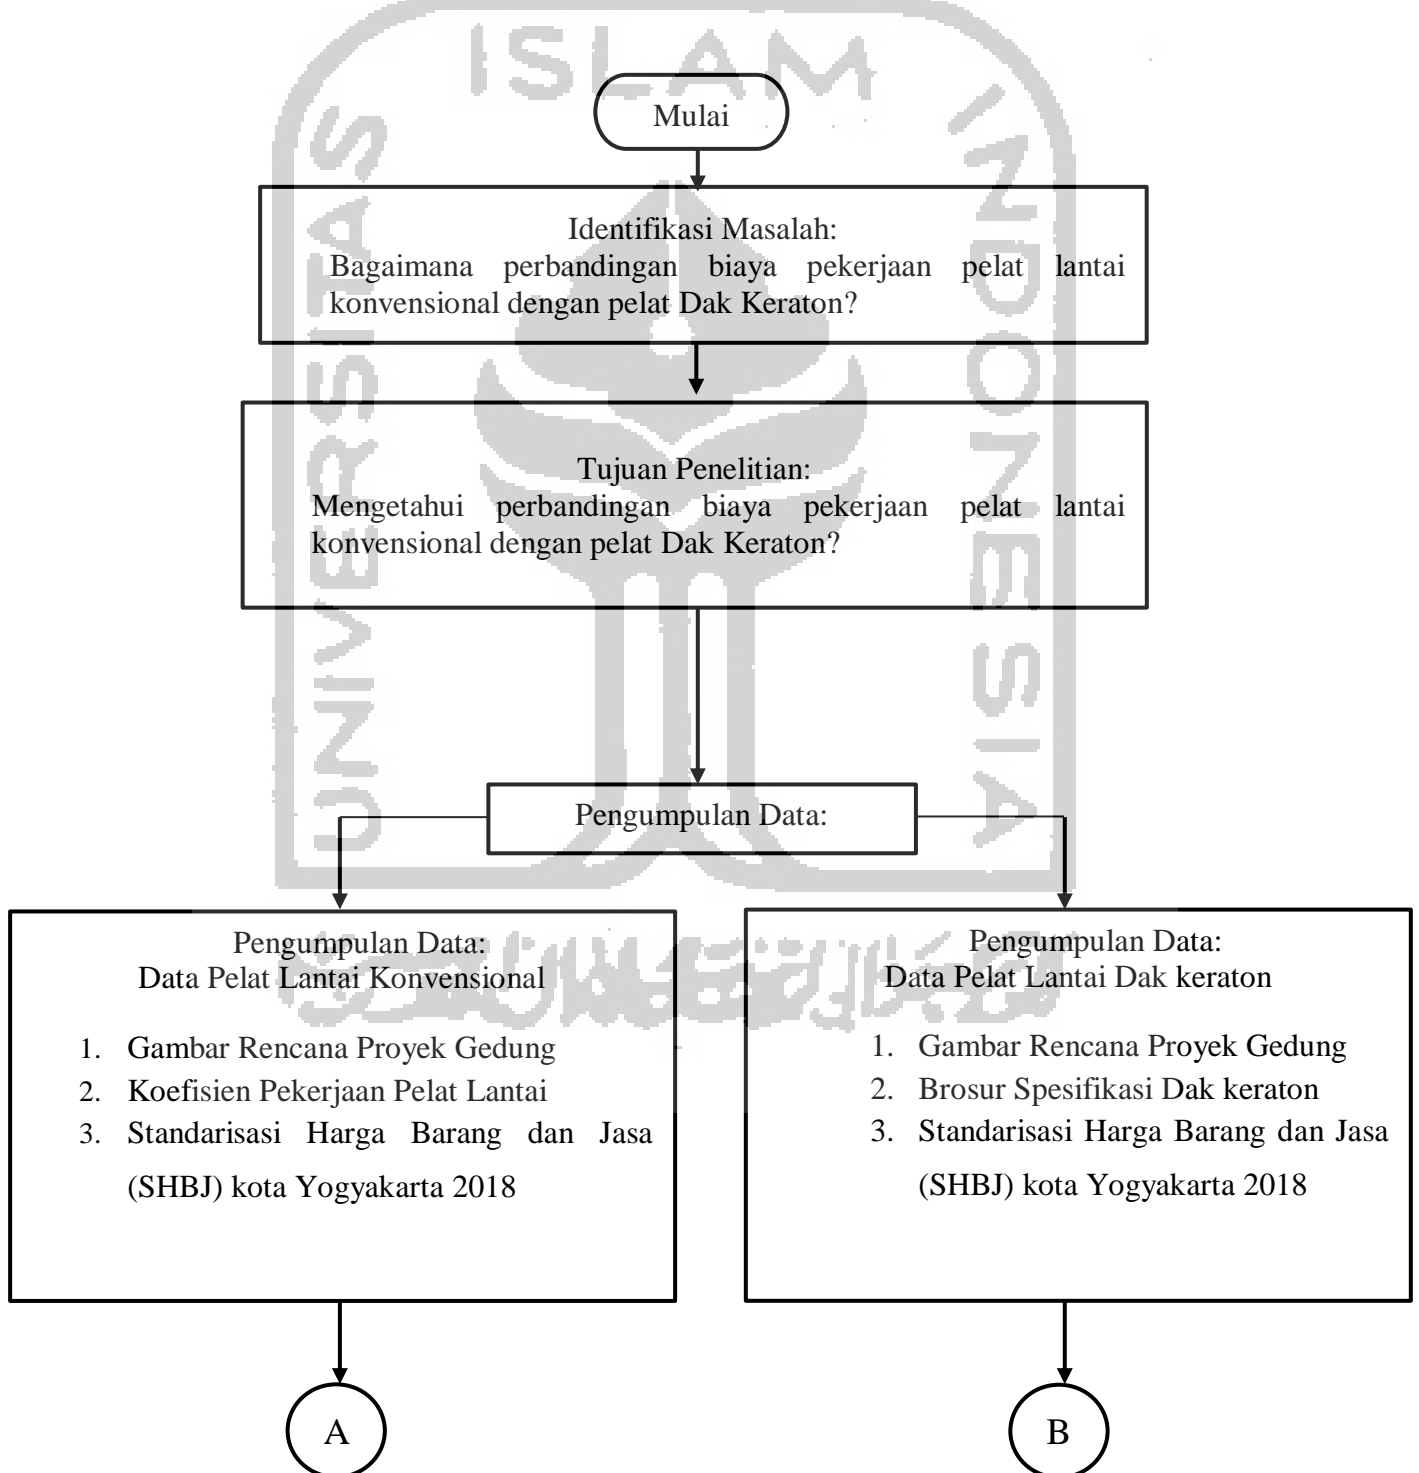 ISLAM
UNIVERSITAS
INDONESIA
Mulai
Identifikasi Masalah:
Bagaimana perbandingan biaya pekerjaan pelat lantai
konvensional dengan pelat Dak Keraton?
Tujuan Penelitian:
Mengetahui perbandingan biaya pekerjaan pelat lantai
konvensional dengan pelat Dak Keraton?
Pengumpulan Data:
Pengumpulan Data:
Data Pelat Lantai Konvensional
1. Gambar Rencana Proyek Gedung
2. Koefisien Pekerjaan Pelat Lantai
3. Standarisasi Harga Barang dan Jasa
(SHBJ) kota Yogyakarta 2018
Pengumpulan Data:
Data Pelat Lantai Dak keraton
1. Gambar Rencana Proyek Gedung
2. Brosur Spesifikasi Dak keraton
3. Standarisasi Harga Barang dan Jasa
(SHBJ) kota Yogyakarta 2018
A
B